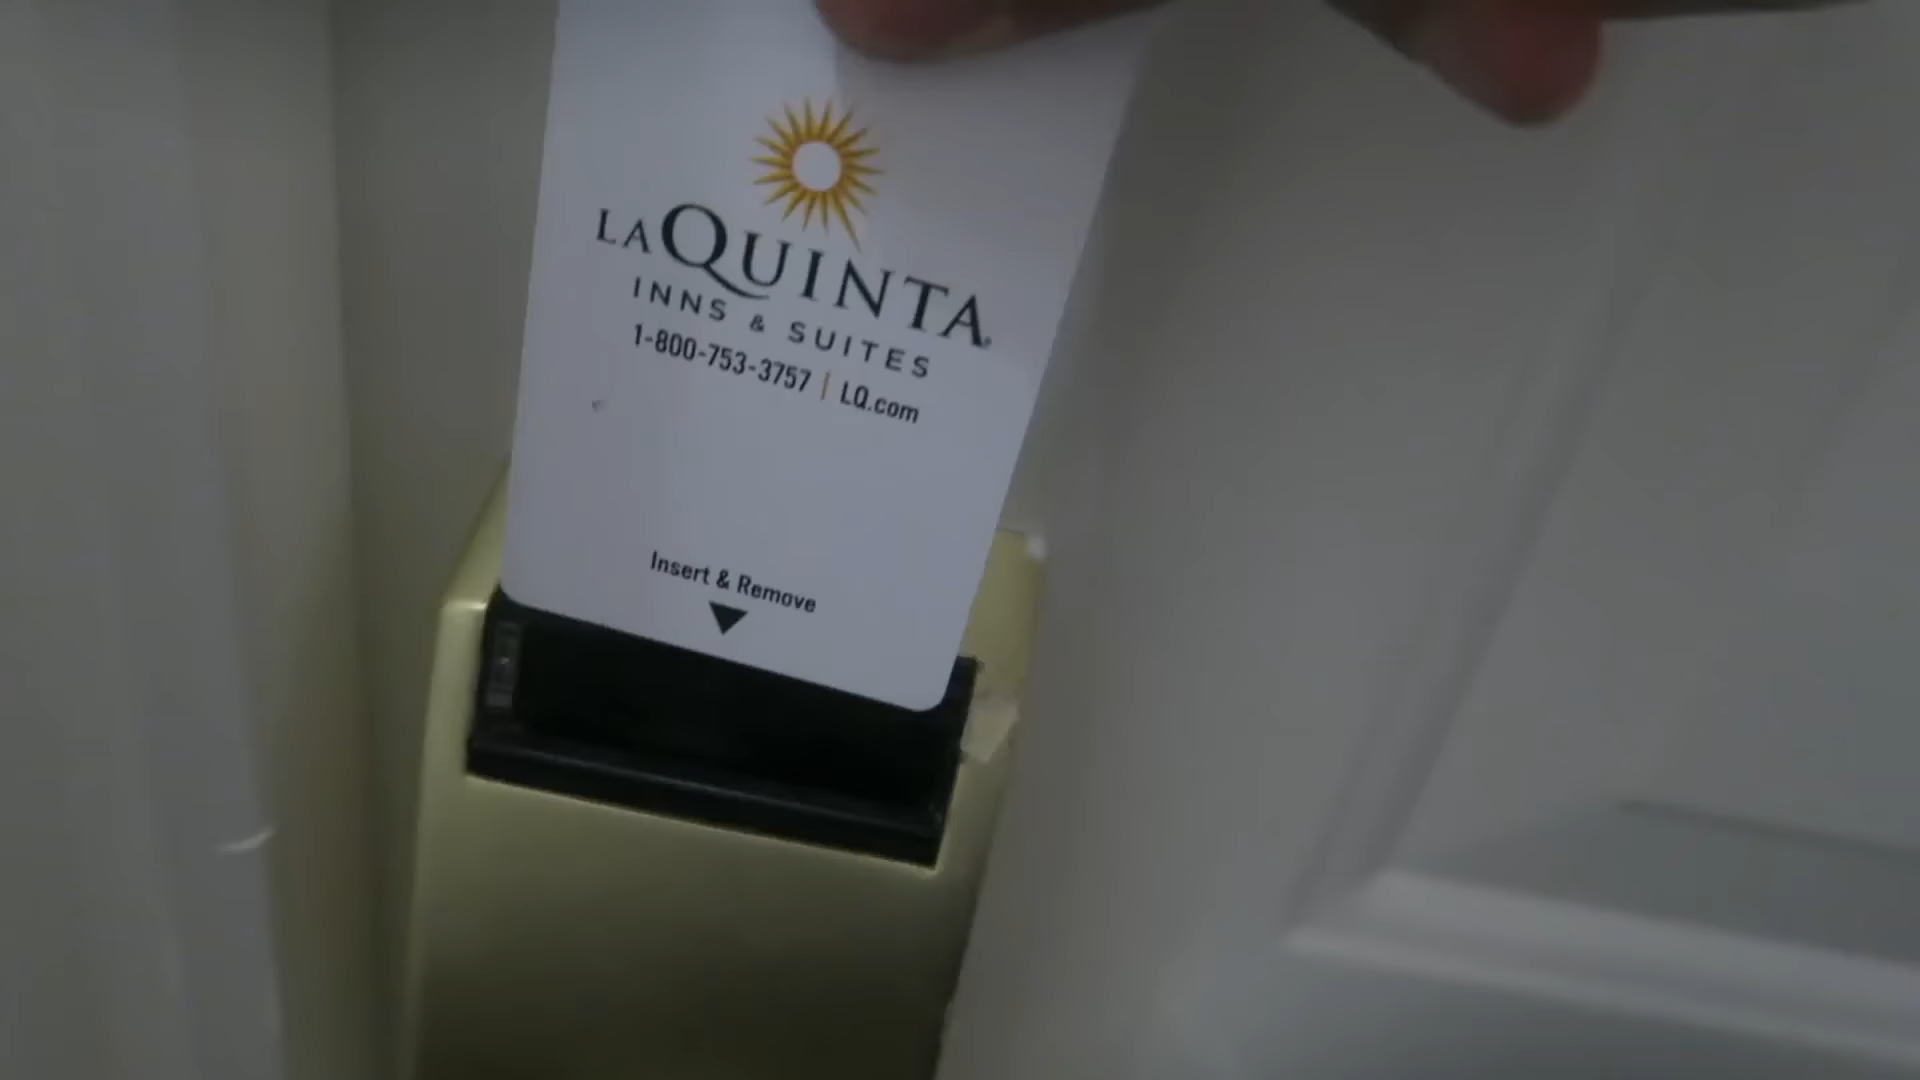 LA QUINTA
INNS & SUITES
1-800-753-3757 | LQ.com
Insert & Remove